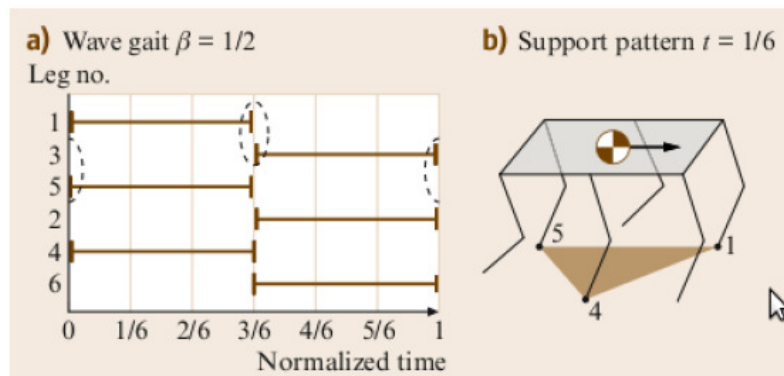 a) Wave gait β = 1/2
Leg no.
1
3
5
2
4
6
0 1/6 2/6 3/6 4/6 5/6 1
Normalized time
b) Support pattern t = 1/6
5
1
4